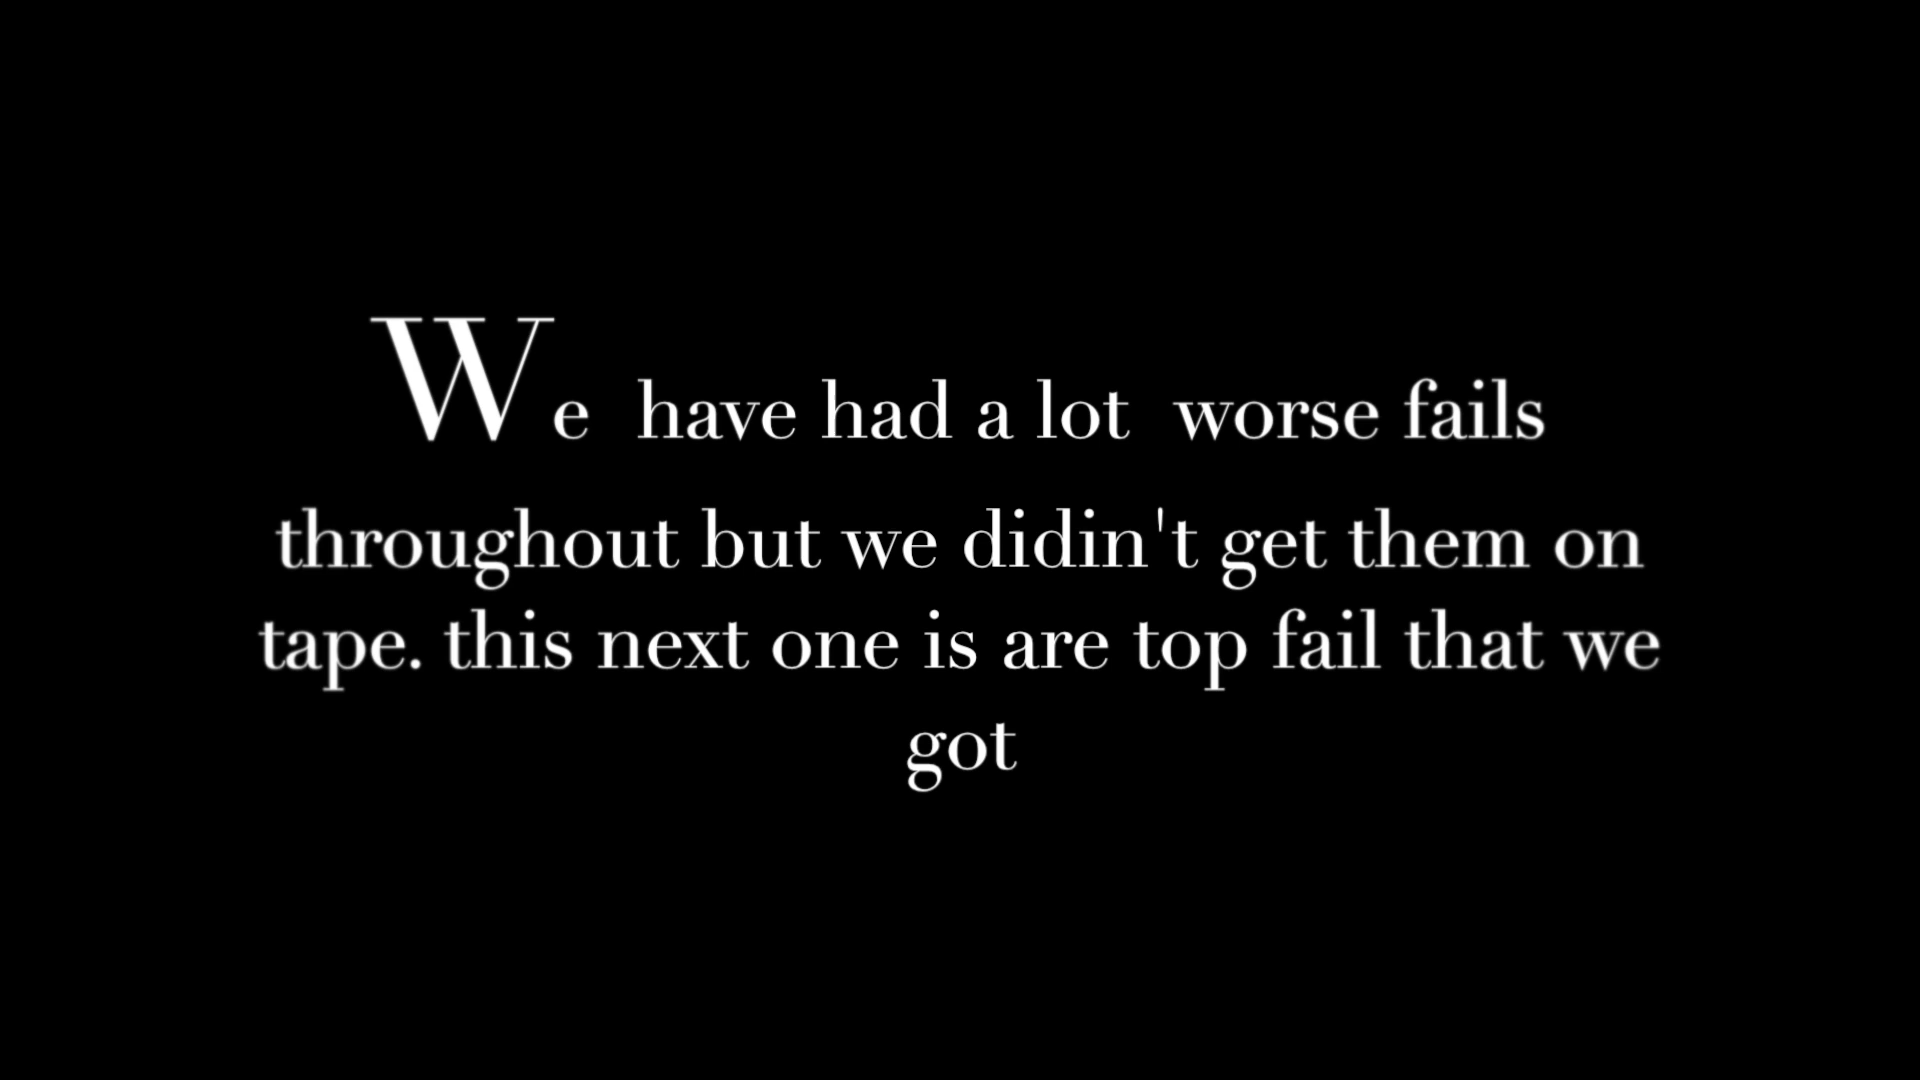 We have had a lot worse fails
throughout but we didin't get them on
tape. this next one is are top fail that we
got